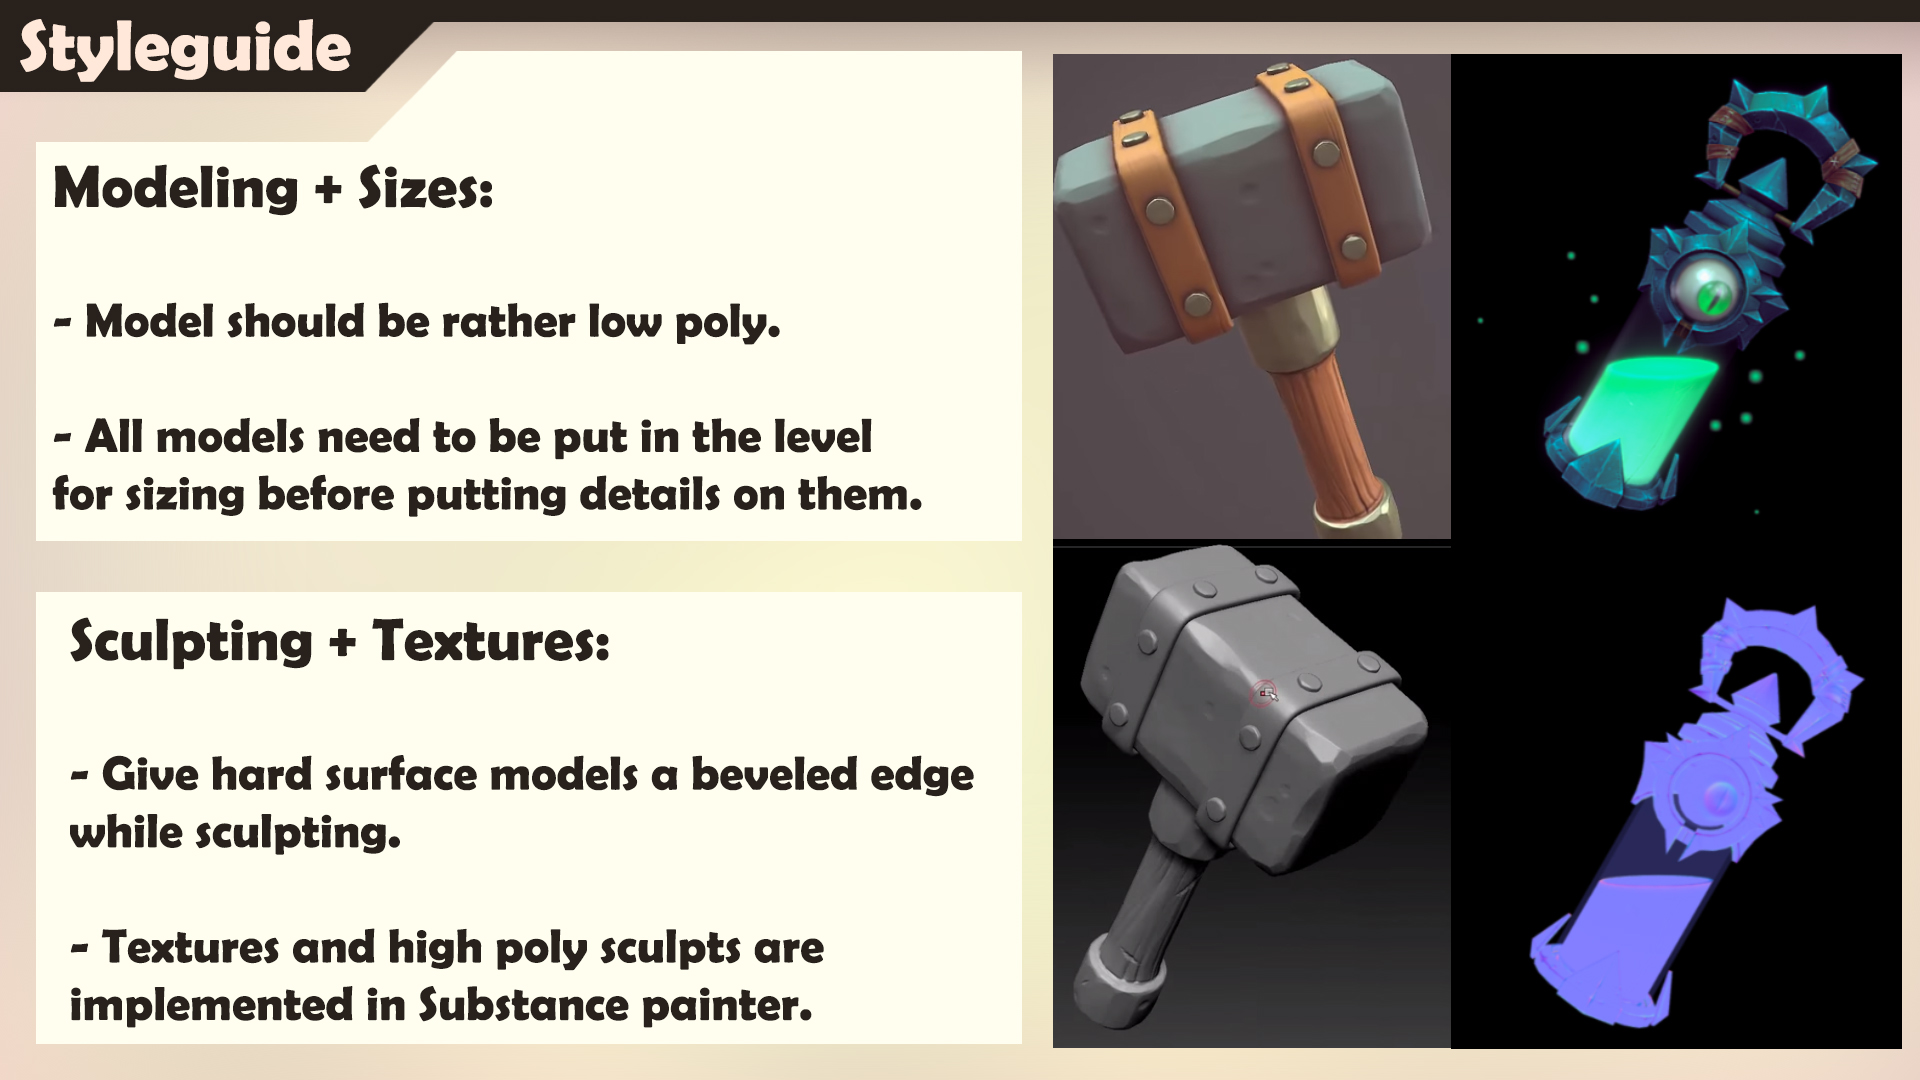 Styleguide
Modeling + Sizes:
- Model should be rather low poly.
- All models need to be put in the level
for sizing before putting details on them.
Sculpting + Textures:
- Give hard surface models a beveled edge
while sculpting.
- Textures and high poly sculpts are
implemented in Substance painter.